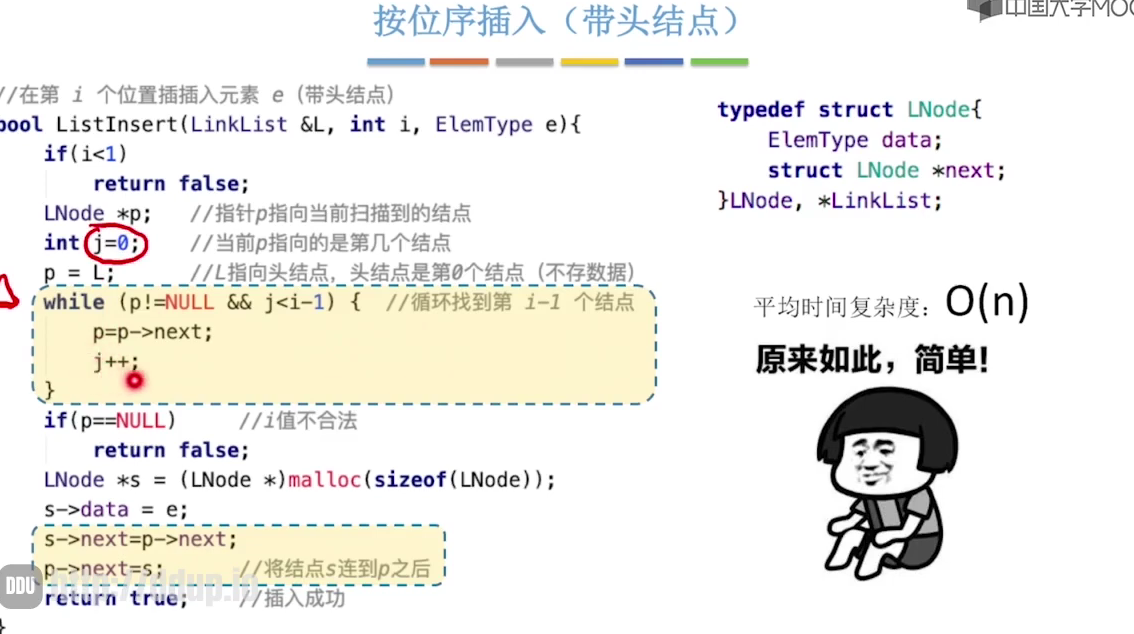 按位序插入（带头结点）
中国大学MOO
//在第 i 个位置插插入元素 e（带头结点）
bool ListInsert(LinkList &L, int i, ElemType e){
if(i<1)
return false;
LNode *p; //指针p指向当前扫描到的结点
int j=0; //当前p指向的是第几个结点
p = L; //L指向头结点，头结点是第0个结点（不存数据）
while (p!=NULL && j<i-1) { //循环找到第 i-1 个结点
p=p->next;
j++;
}
if(p==NULL) //i值不合法
return false;
LNode *s = (LNode *)malloc(sizeof(LNode));
s->data = e;
s->next=p->next;
p->next=s; //将结点s连到p之后
return true; //插入成功
}
typedef struct LNode{
ElemType data;
struct LNode *next;
}LNode, *LinkList;
平均时间复杂度：O(n)
原来如此，简单!
DDU http://ddup.io